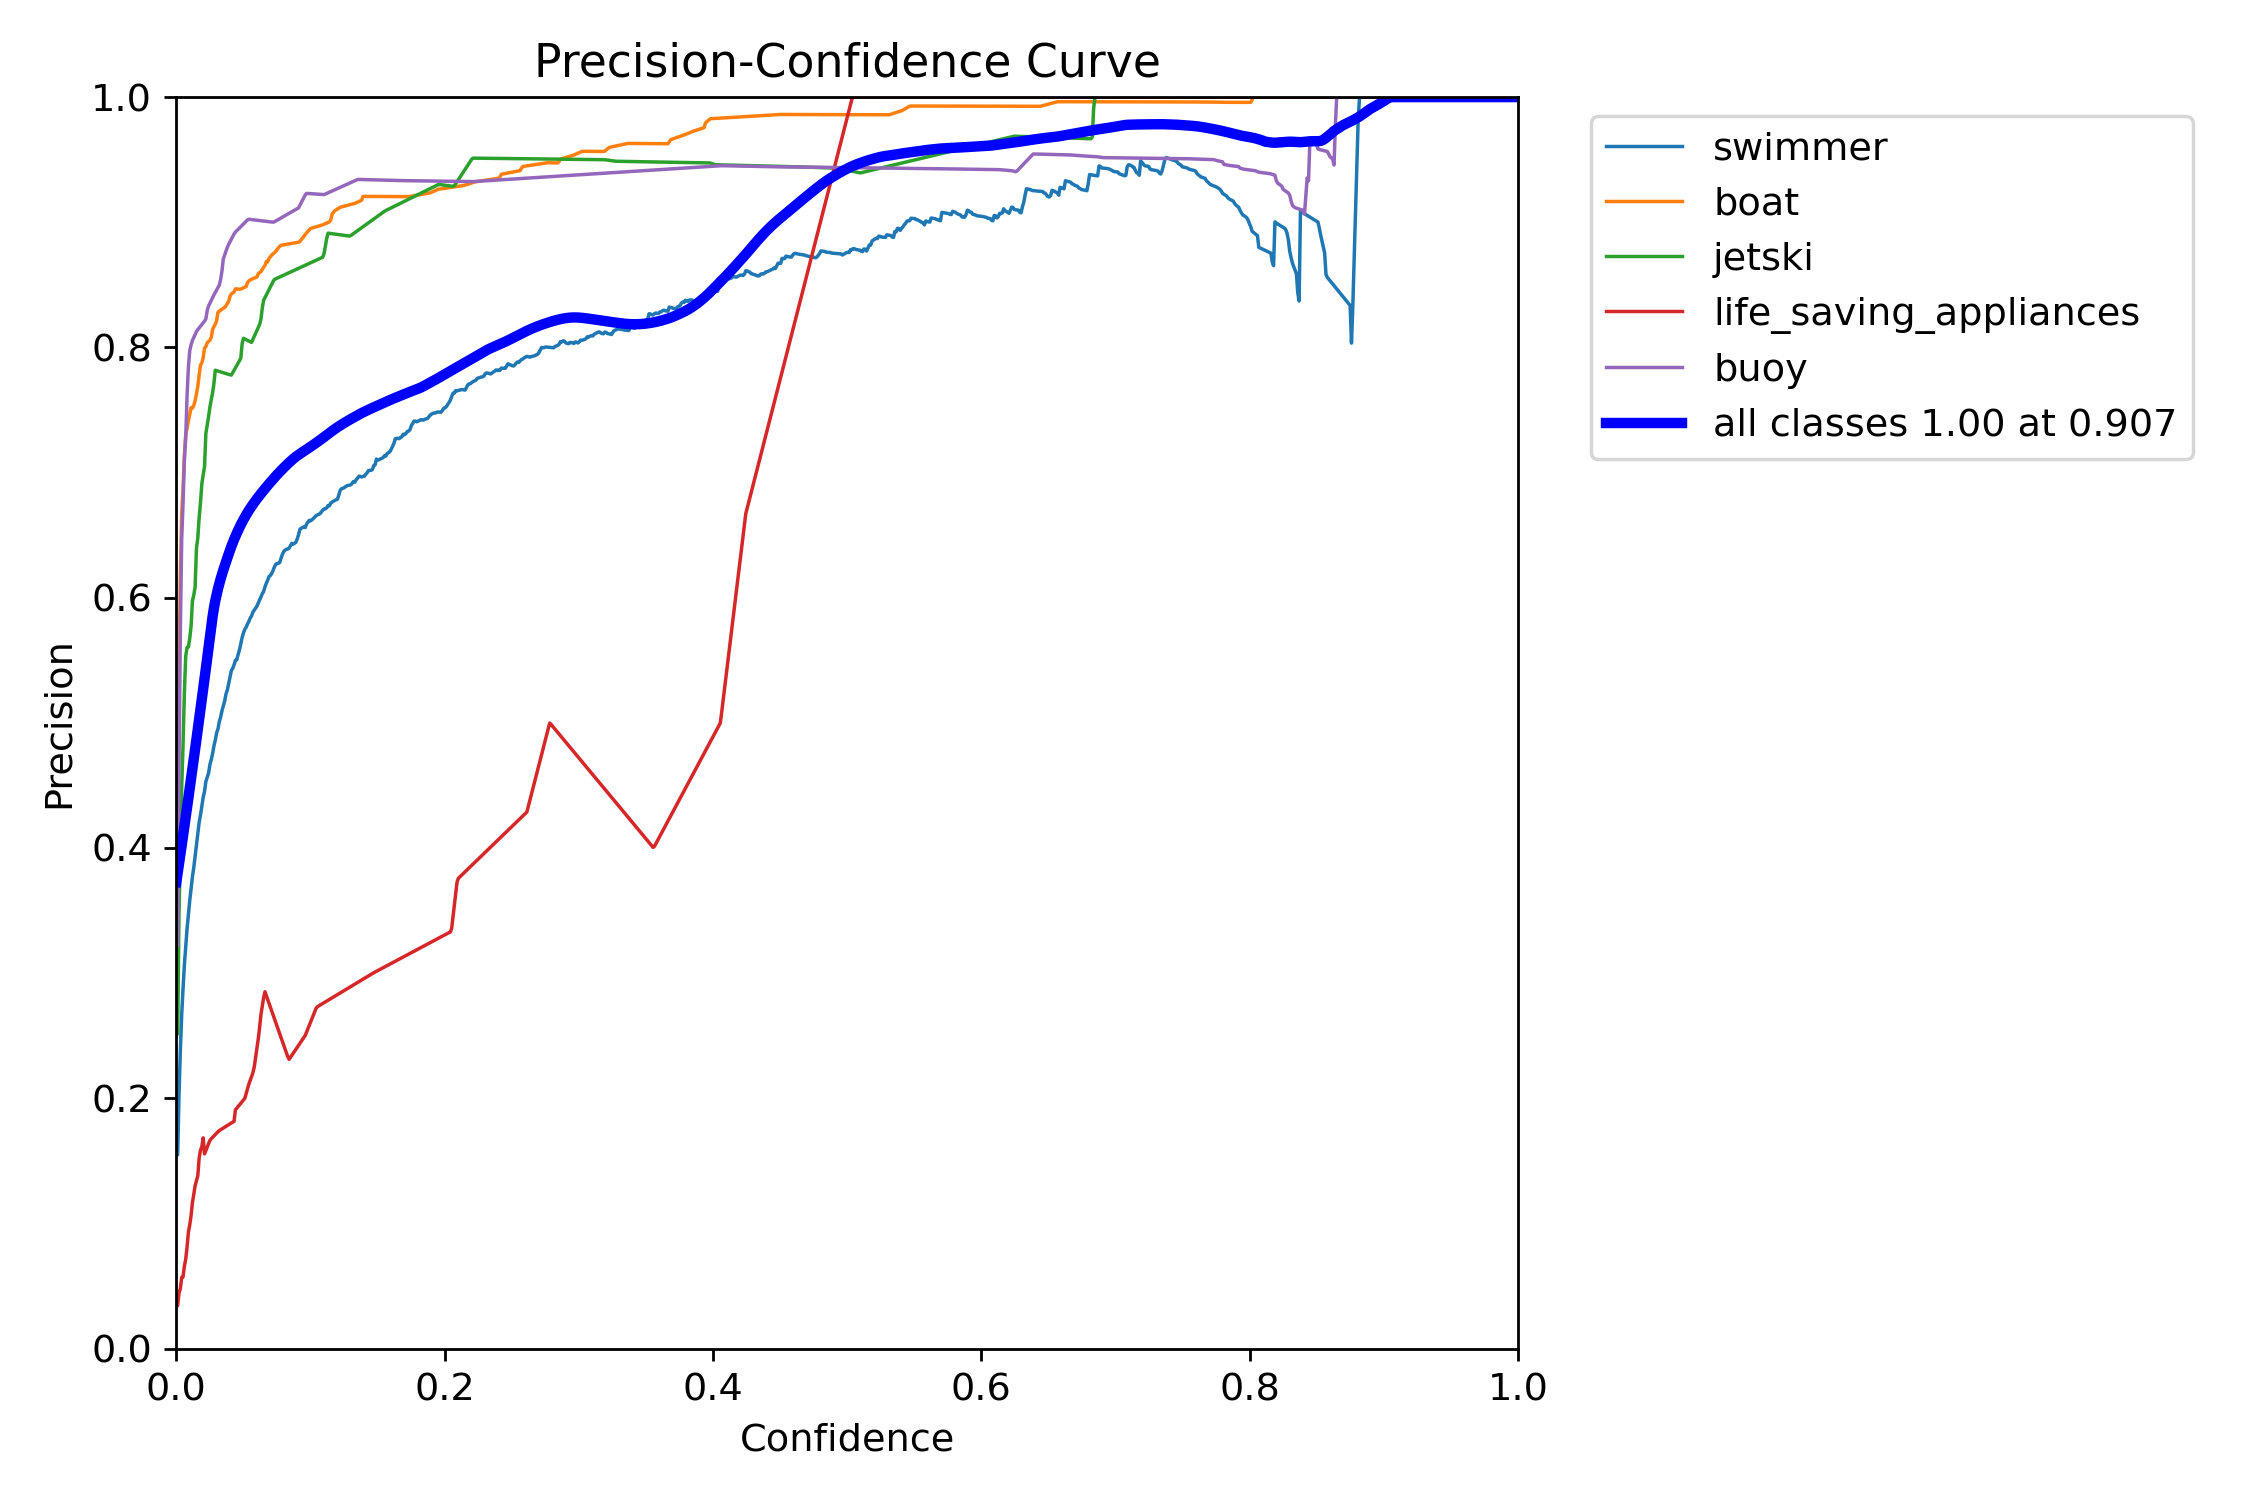 Precision-Confidence Curve
1.0
0.8
0.6
0.4
0.2
0.0
Precision
0.0 0.2 0.4 0.6 0.8 1.0
Confidence
swimmer
boat
jetski
life_saving_appliances
buoy
all classes 1.00 at 0.907